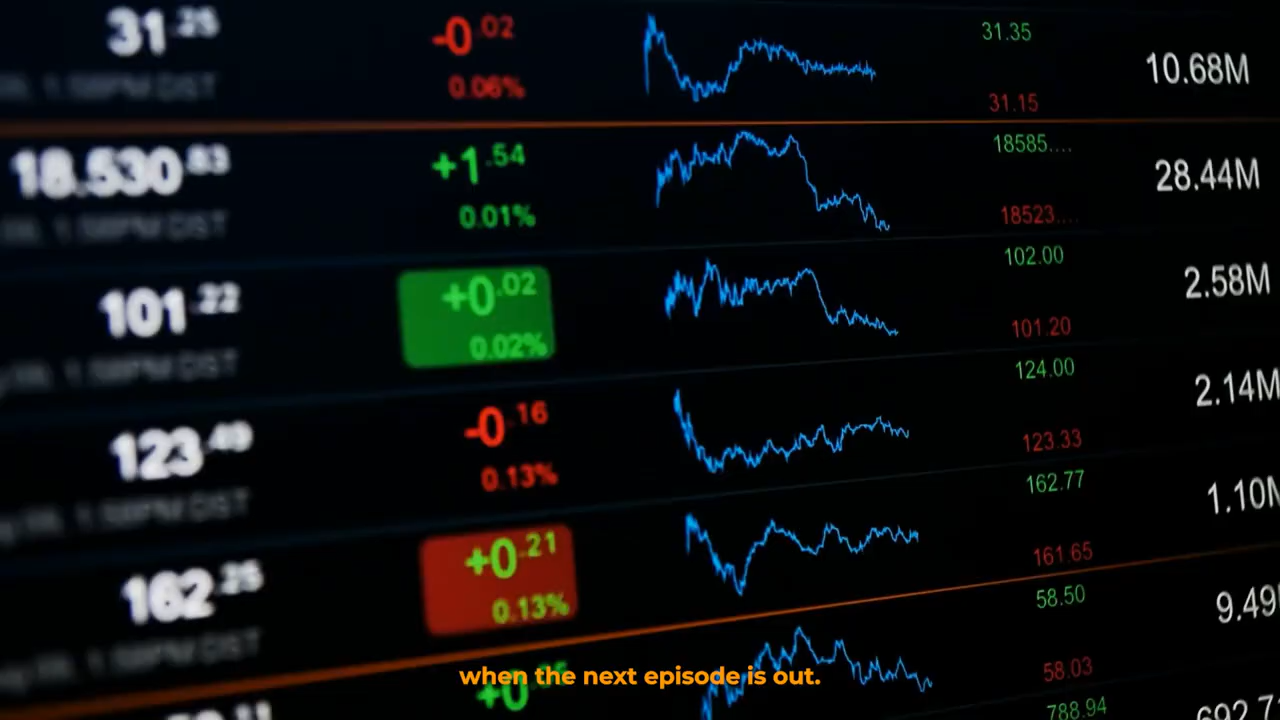 31.25 -0.02 31.35 10.68M
0.06% 31.15
18.530.83 +1.54 18585.... 28.44M
0.01% 18523....
101.22 +0.02 102.00 2.58M
0.02% 101.20
123.49 -0.16 124.00 2.14M
0.13% 123.33
162.25 +0.21 162.77 1.10M
0.13% 161.65
58.50 9.49
58.03
788.94
when the next episode is out.